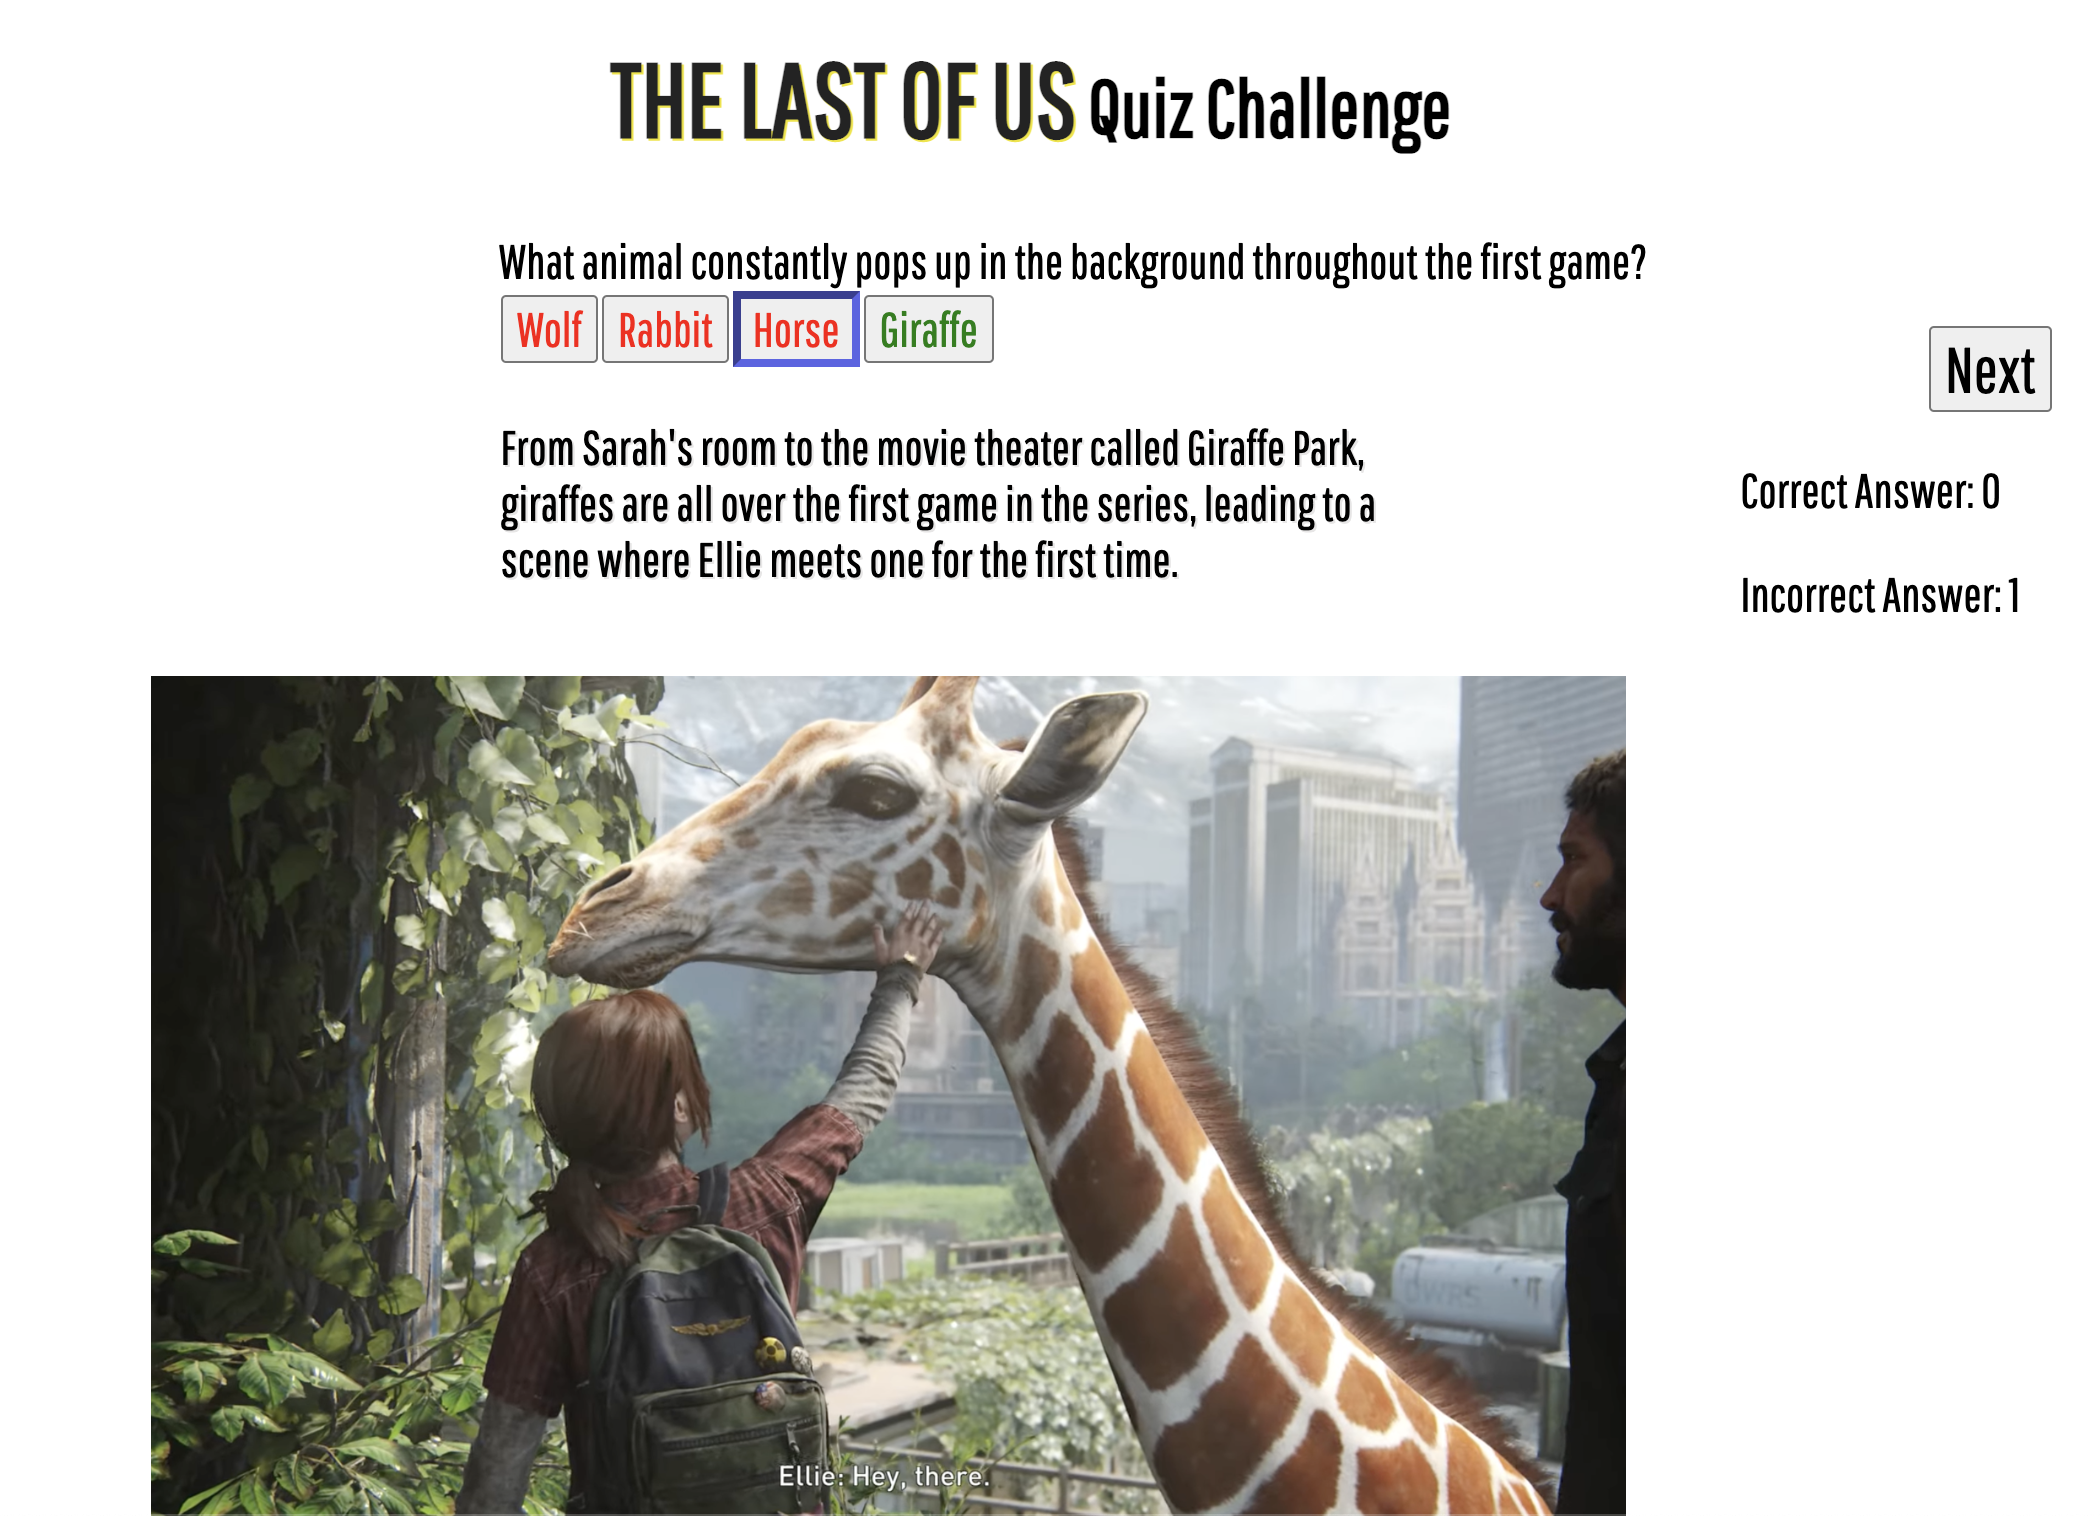 THE LAST OF US Quiz Challenge
What animal constantly pops up in the background throughout the first game?
Wolf Rabbit Horse Giraffe
Next
From Sarah's room to the movie theater called Giraffe Park,
giraffes are all over the first game in the series, leading to a
scene where Ellie meets one for the first time.
Correct Answer: 0
Incorrect Answer: 1
Ellie: Hey, there.